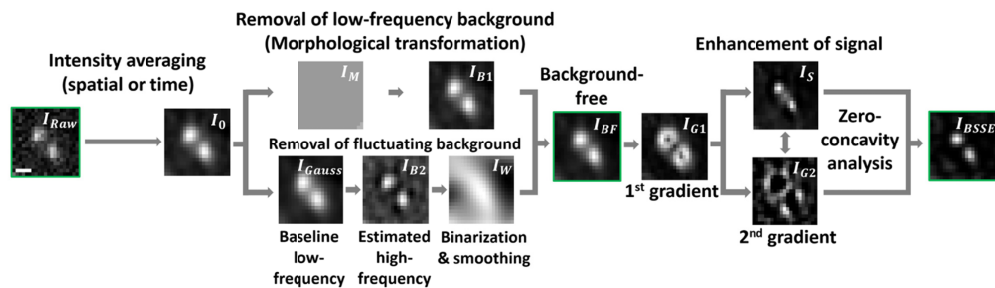 Removal of low-frequency background
(Morphological transformation)
Intensity averaging
(spatial or time)
Enhancement of signal
I_Raw
I_0
I_M
I_B1
Removal of fluctuating background
I_Gauss
I_B2
I_W
Baseline
low-
frequency
Estimated
high-
frequency
Binarization
& smoothing
Background-
free
I_BF
I_G1
1st gradient
I_S
I_G2
2nd gradient
Zero-
concavity
analysis
I_BSSE